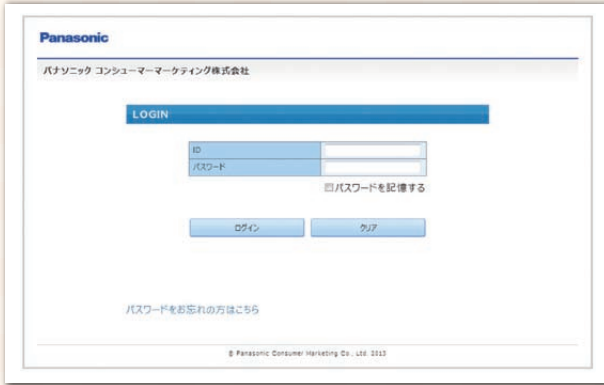 Panasonic
パナソニック コンシューマーマーケティング株式会社
LOGIN
ID
パスワード
パスワードを記憶する
ログイン クリア
パスワードをお忘れの方はこちら
© Panasonic Consumer Marketing Co., Ltd. 2013